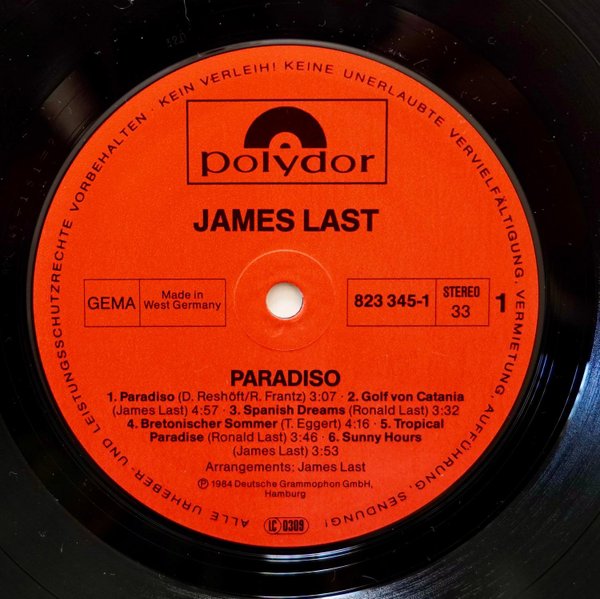 ALLE URHEBER- UND LEISTUNGSSCHUTZRECHTE VORBEHALTEN · KEIN VERLEIH! KEINE UNERLAUBTE VERVIELFÄLTIGUNG, VERMIETUNG, AUFFÜHRUNG, SENDUNG!
polydor
JAMES LAST
GEMA
Made in
West Germany
823 345-1
STEREO
33
1
PARADISO
1. Paradiso (D. Reshöft/R. Frantz) 3:07 · 2. Golf von Catania
(James Last) 4:57 · 3. Spanish Dreams (Ronald Last) 3:32
4. Bretonischer Sommer (T. Eggert) 4:16 · 5. Tropical
Paradise (Ronald Last) 3:46 · 6. Sunny Hours
(James Last) 3:53
Arrangements: James Last
Ⓟ 1984 Deutsche Grammophon GmbH,
Hamburg
LC 0309